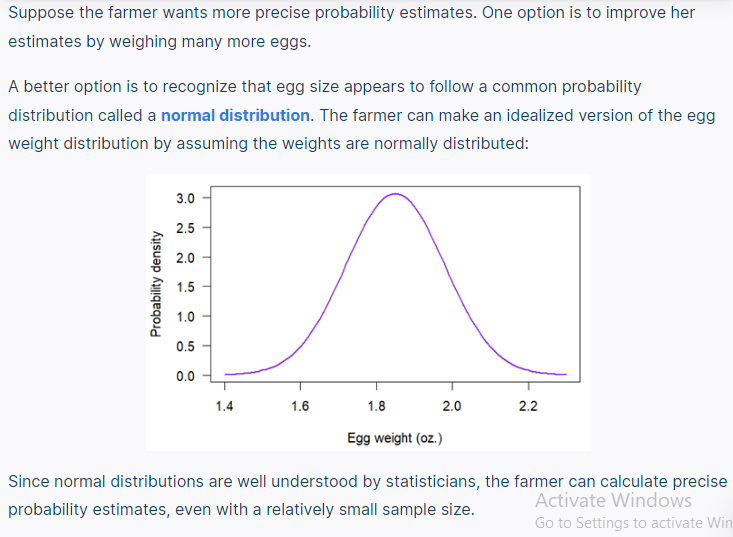 Suppose the farmer wants more precise probability estimates. One option is to improve her
estimates by weighing many more eggs.
A better option is to recognize that egg size appears to follow a common probability
distribution called a normal distribution. The farmer can make an idealized version of the egg
weight distribution by assuming the weights are normally distributed:
3.0
2.5
2.0
1.5
1.0
0.5
0.0
Probability density
1.4 1.6 1.8 2.0 2.2
Egg weight (oz.)
Since normal distributions are well understood by statisticians, the farmer can calculate precise
probability estimates, even with a relatively small sample size.
Activate Windows
Go to Settings to activate Win